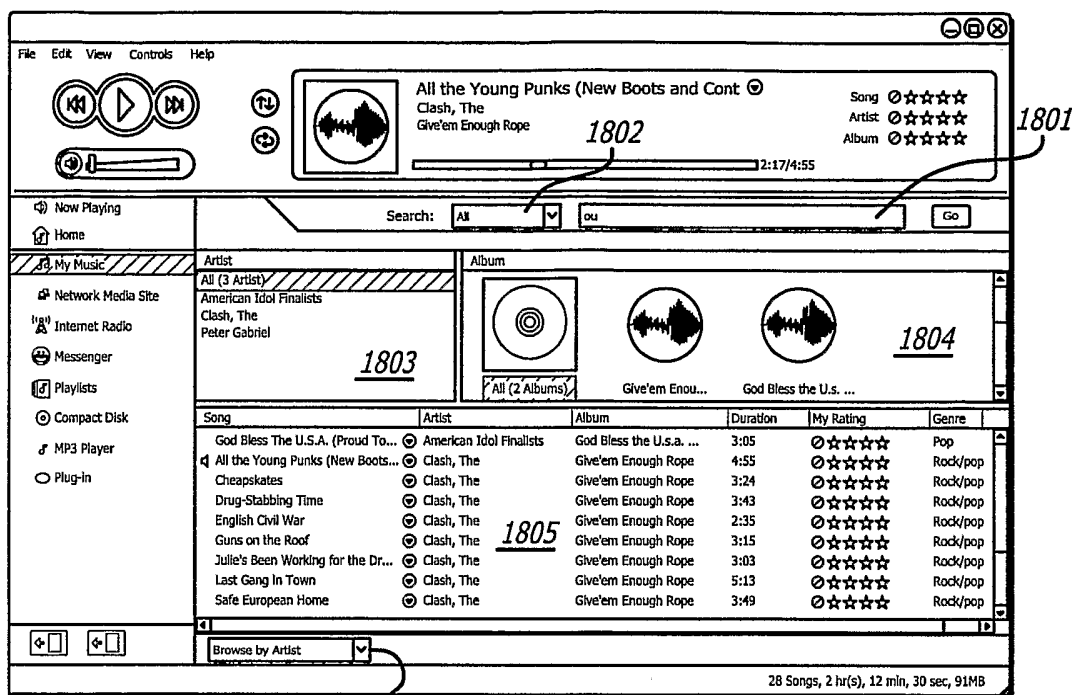 File Edit View Controls Help
All the Young Punks (New Boots and Cont
Clash, The
Give'em Enough Rope
Song
Artist
Album
2:17/4:55
1802
1801
Now Playing
Home
My Music
Network Media Site
Internet Radio
Messenger
Playlists
Compact Disk
MP3 Player
Plug-in
Search: All ou Go
Artist
All (3 Artist)
American Idol Finalists
Clash, The
Peter Gabriel
1803
Album
All (2 Albums) Give'em Enou... God Bless the U.s. ...
1804
Song Artist Album Duration My Rating Genre
God Bless The U.S.A. (Proud To... American Idol Finalists God Bless the U.s.a. ... 3:05 Pop
All the Young Punks (New Boots... Clash, The Give'em Enough Rope 4:55 Rock/pop
Cheapskates Clash, The Give'em Enough Rope 3:24 Rock/pop
Drug-Stabbing Time Clash, The Give'em Enough Rope 3:43 Rock/pop
English Civil War Clash, The Give'em Enough Rope 2:35 Rock/pop
Guns on the Roof Clash, The Give'em Enough Rope 3:15 Rock/pop
Julie's Been Working for the Dr... Clash, The Give'em Enough Rope 3:03 Rock/pop
Last Gang In Town Clash, The Give'em Enough Rope 5:13 Rock/pop
Safe European Home Clash, The Give'em Enough Rope 3:49 Rock/pop
1805
Browse by Artist
28 Songs, 2 hr(s), 12 min, 30 sec, 91MB